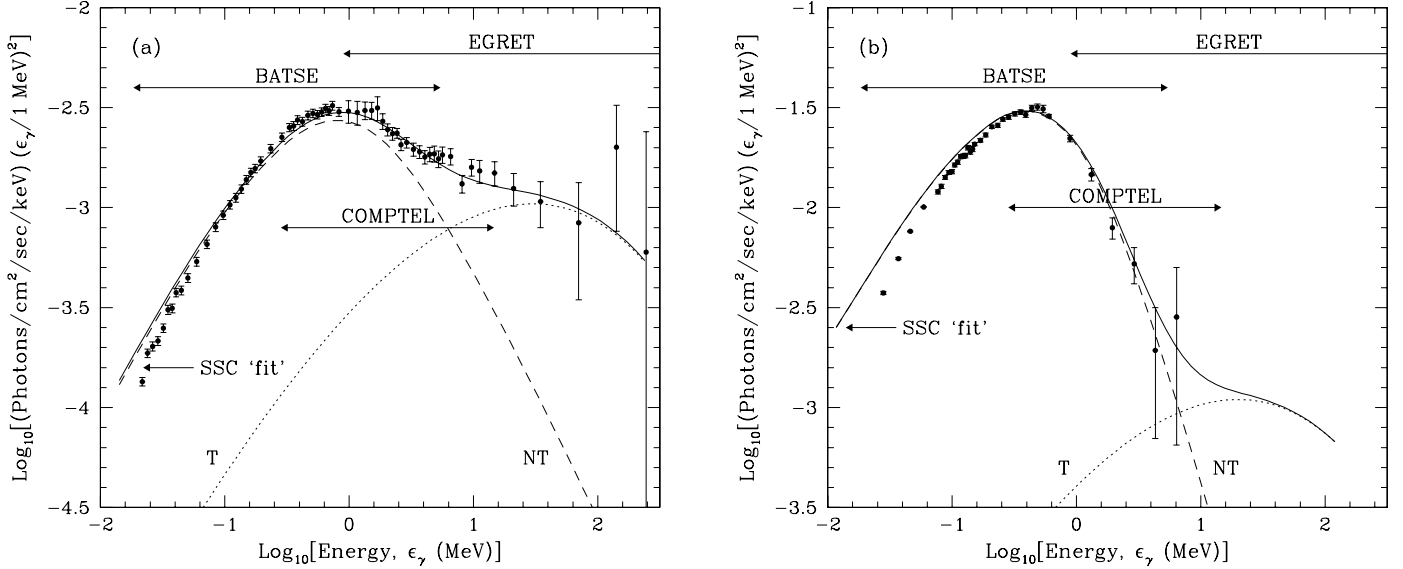 (a)
EGRET
BATSE
COMPTEL
SSC ‘fit’
T
NT
-2
-2.5
-3
-3.5
-4
-4.5
-2
-1
0
1
2
Log₁₀[Energy, ϵᵧ (MeV)]
Log₁₀[(Photons/cm²/sec/keV) (ϵᵧ/1 MeV)²]
(b)
EGRET
BATSE
COMPTEL
SSC ‘fit’
T
NT
-1
-1.5
-2
-2.5
-3
-3.5
-2
-1
0
1
2
Log₁₀[Energy, ϵᵧ (MeV)]
Log₁₀[(Photons/cm²/sec/keV) (ϵᵧ/1 MeV)²]